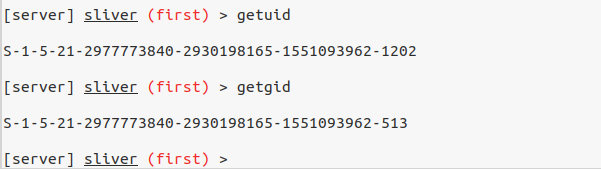 [server] sliver (first) > getuid
S-1-5-21-2977773840-2930198165-1551093962-1202
[server] sliver (first) > getgid
S-1-5-21-2977773840-2930198165-1551093962-513
[server] sliver (first) >